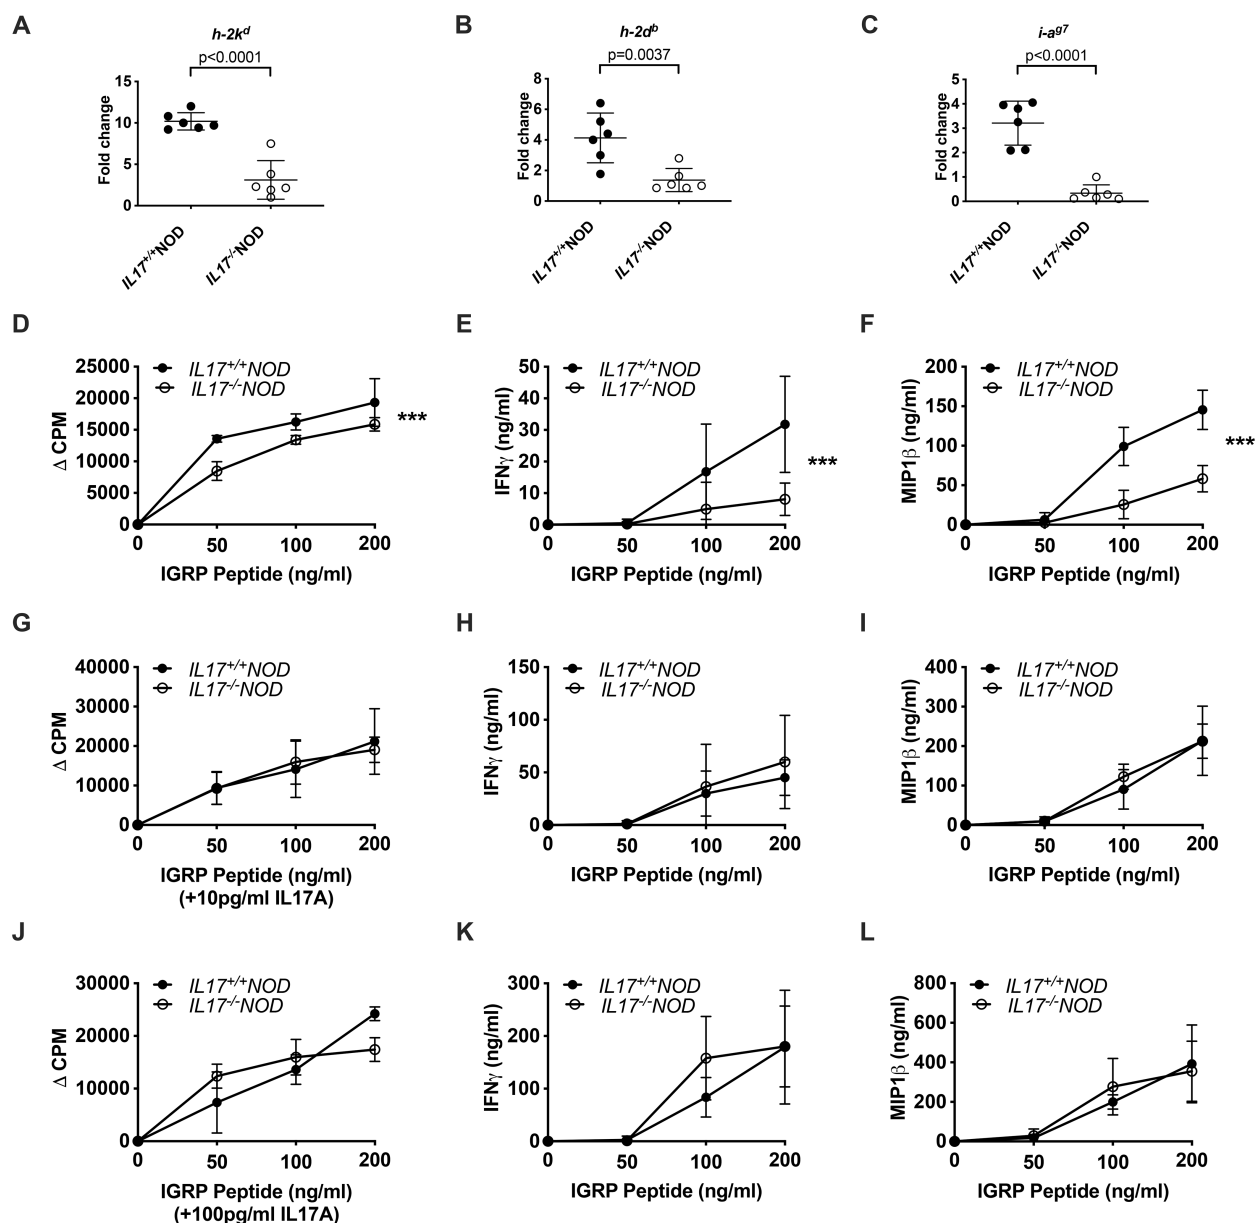 A
h-2kᵈ
p<0.0001
15
10
5
0
Fold change
IL17⁺/⁺NOD
IL17⁻/⁻NOD
B
h-2dᵇ
p=0.0037
8
6
4
2
0
Fold change
IL17⁺/⁺NOD
IL17⁻/⁻NOD
C
i-aᵍ⁷
p<0.0001
5
4
3
2
1
0
Fold change
IL17⁺/⁺NOD
IL17⁻/⁻NOD
D
25000
20000
15000
10000
5000
0
Δ CPM
IL17⁺/⁺NOD
IL17⁻/⁻NOD
***
0 50 100 200
IGRP Peptide (ng/ml)
E
50
40
30
20
10
0
IFNγ (ng/ml)
IL17⁺/⁺NOD
IL17⁻/⁻NOD
***
0 50 100 200
IGRP Peptide (ng/ml)
F
200
150
100
50
0
MIP1β (ng/ml)
IL17⁺/⁺NOD
IL17⁻/⁻NOD
***
0 50 100 200
IGRP Peptide (ng/ml)
G
40000
30000
20000
10000
0
Δ CPM
IL17⁺/⁺NOD
IL17⁻/⁻NOD
0 50 100 200
IGRP Peptide (ng/ml)
(+10pg/ml IL17A)
H
150
100
50
0
IFNγ (ng/ml)
IL17⁺/⁺NOD
IL17⁻/⁻NOD
0 50 100 200
IGRP Peptide (ng/ml)
I
400
300
200
100
0
MIP1β (ng/ml)
IL17⁺/⁺NOD
IL17⁻/⁻NOD
0 50 100 200
IGRP Peptide (ng/ml)
J
30000
20000
10000
0
Δ CPM
IL17⁺/⁺NOD
IL17⁻/⁻NOD
0 50 100 200
IGRP Peptide (ng/ml)
(+100pg/ml IL17A)
K
300
200
100
0
IFNγ (ng/ml)
IL17⁺/⁺NOD
IL17⁻/⁻NOD
0 50 100 200
IGRP Peptide (ng/ml)
L
800
600
400
200
0
MIP1β (ng/ml)
IL17⁺/⁺NOD
IL17⁻/⁻NOD
0 50 100 200
IGRP Peptide (ng/ml)